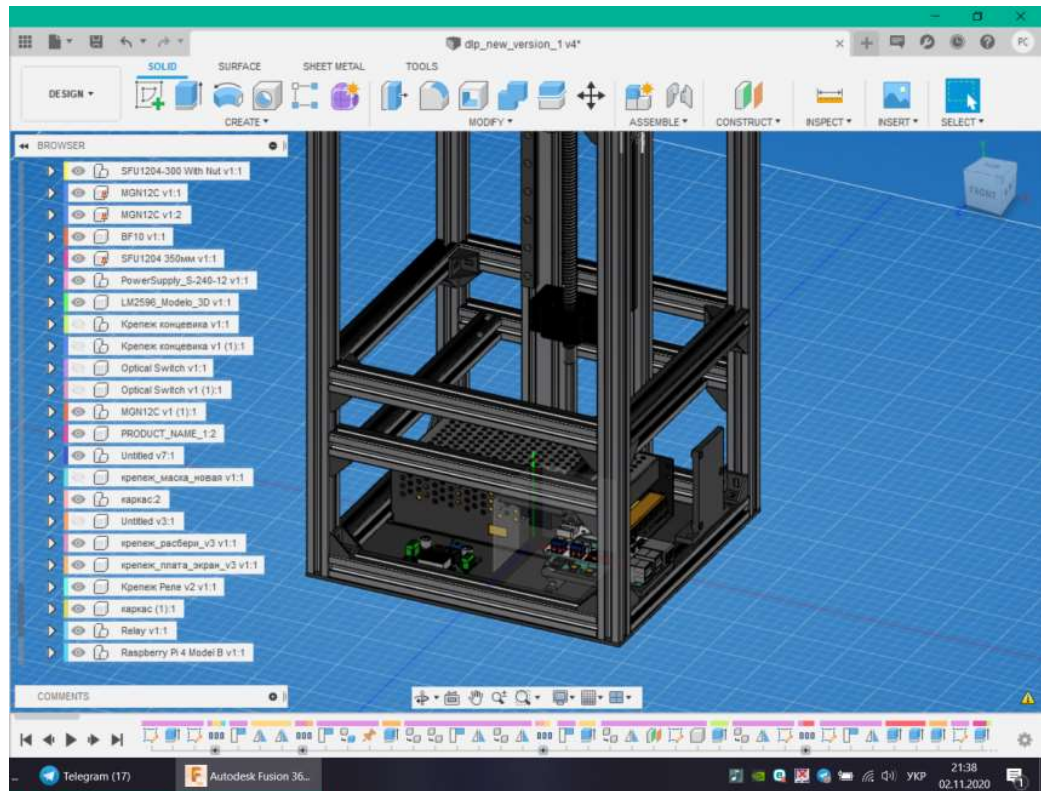 dlp_new_version_1 v4*
PC
SOLID SURFACE SHEET METAL TOOLS
DESIGN
CREATE MODIFY ASSEMBLE CONSTRUCT INSPECT INSERT SELECT
BROWSER
SFU1204-300 With Nut v1:1
MGN12C v1:1
MGN12C v1:2
BF10 v1:1
SFU1204 350мм v1:1
PowerSupply_S-240-12 v1:1
LM2596_Modelo_3D v1:1
Крепеж концевика v1:1
Крепеж концевика v1 (1):1
Optical Switch v1:1
Optical Switch v1 (1):1
MGN12C v1 (1):1
PRODUCT_NAME_1:2
Untitled v7:1
крепеж_маска_новая v1:1
каркас:2
Untitled v3:1
крепеж_расбери_v3 v1:1
крепеж_плата_экран_v3 v1:1
Крепеж Реле v2 v1:1
каркас (1):1
Relay v1:1
Raspberry Pi 4 Model B v1:1
FRONT
COMMENTS
Telegram (17)
Autodesk Fusion 36...
УКР
21:38
02.11.2020